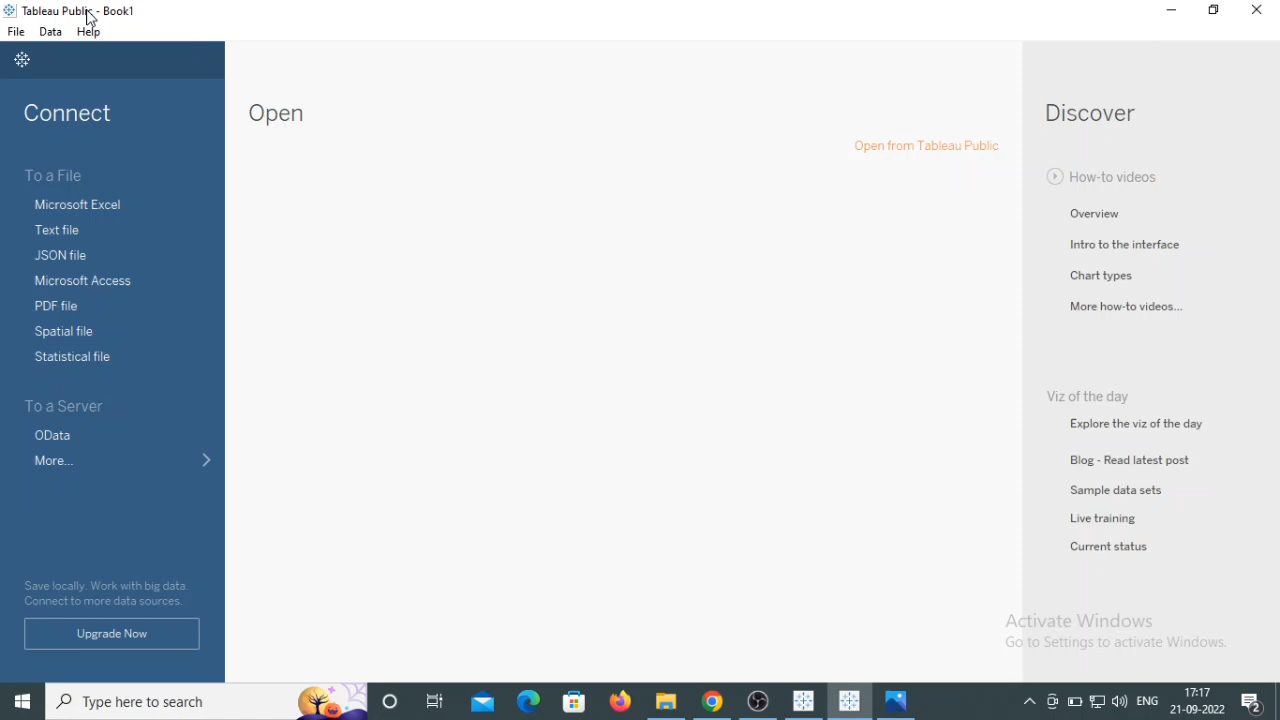 Tableau Public - Book1
File Data Help
Connect
To a File
Microsoft Excel
Text file
JSON file
Microsoft Access
PDF file
Spatial file
Statistical file
To a Server
OData
More...
Save locally. Work with big data.
Connect to more data sources.
Upgrade Now
Open
Open from Tableau Public
Discover
How-to videos
Overview
Intro to the interface
Chart types
More how-to videos...
Viz of the day
Explore the viz of the day
Blog - Read latest post
Sample data sets
Live training
Current status
Activate Windows
Go to Settings to activate Windows.
Type here to search
ENG
17:17
21-09-2022
2